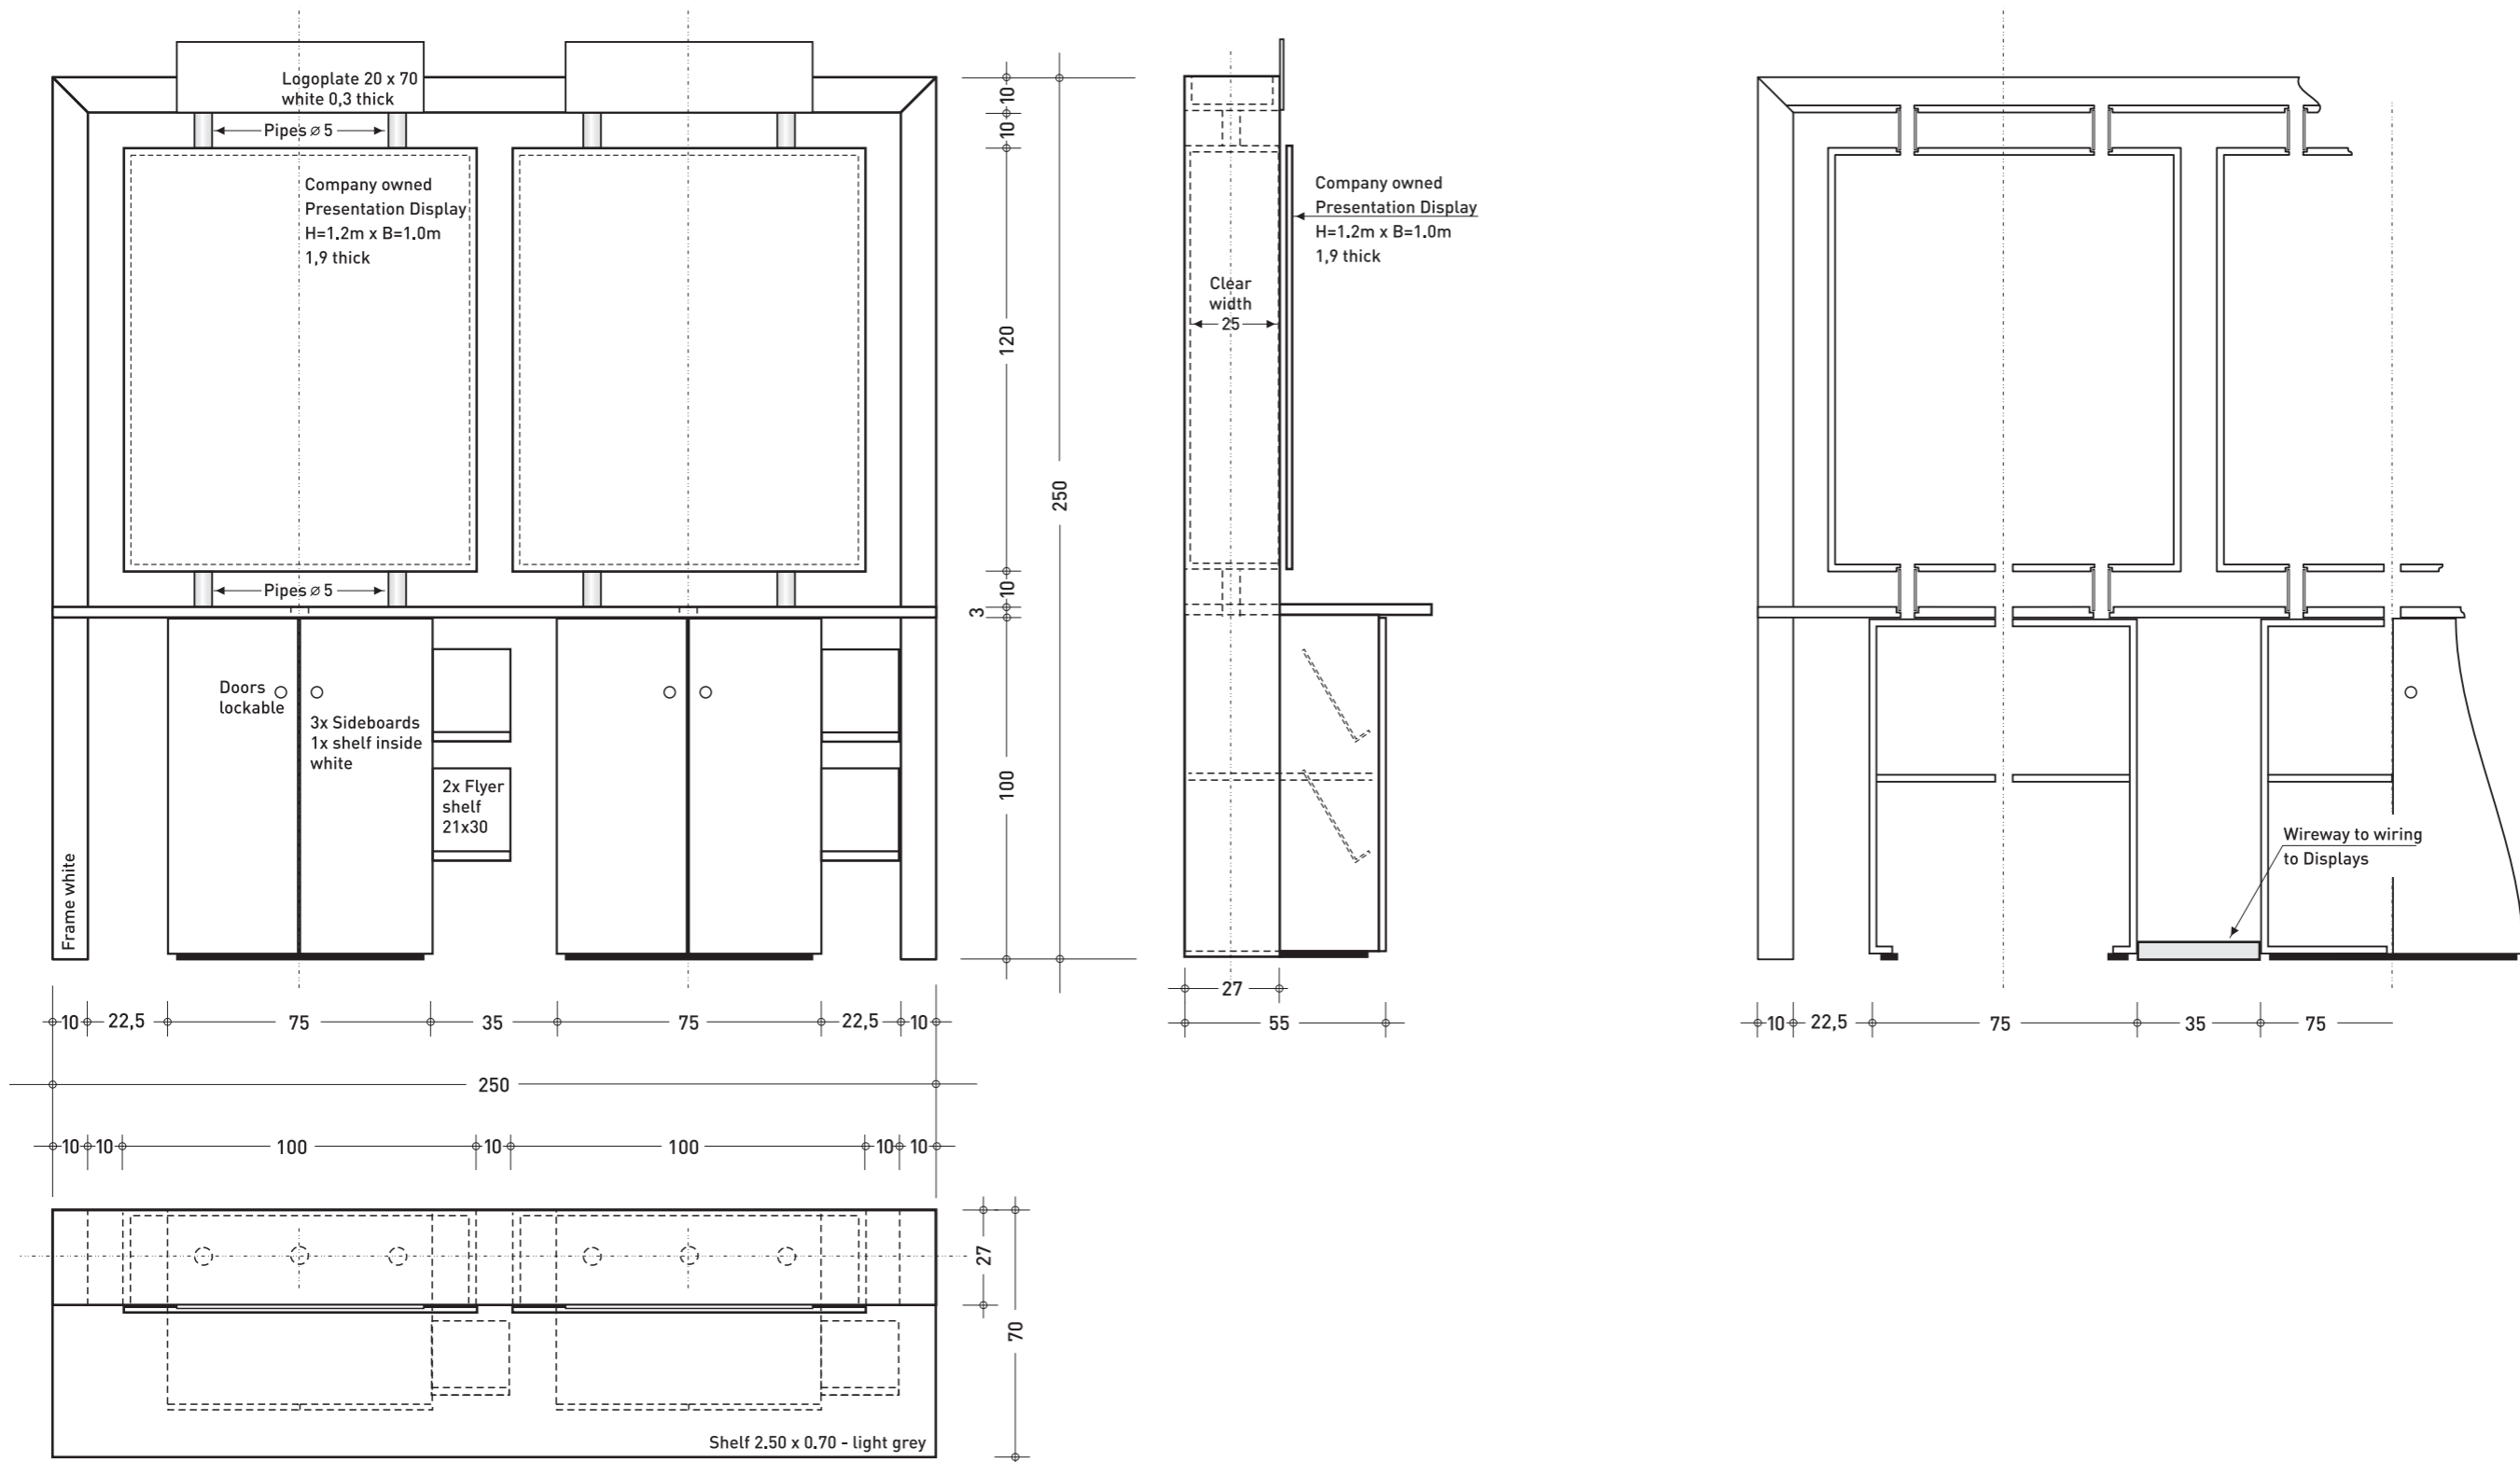 Logoplate 20 x 70
white 0,3 thick
Pipes ⌀ 5
Company owned
Presentation Display
H=1.2m x B=1.0m
1,9 thick
Pipes ⌀ 5
Doors
lockable
3x Sideboards
1x shelf inside
white
2x Flyer
shelf
21x30
Frame white
10
10
120
10
3
100
250
10 22,5 75 35 75 22,5 10
250
10 10 100 10 100 10 10
27
70
Shelf 2.50 x 0.70 - light grey
Company owned
Presentation Display
H=1.2m x B=1.0m
1,9 thick
Clear
width
25
27
55
Wireway to wiring
to Displays
10 22,5 75 35 75